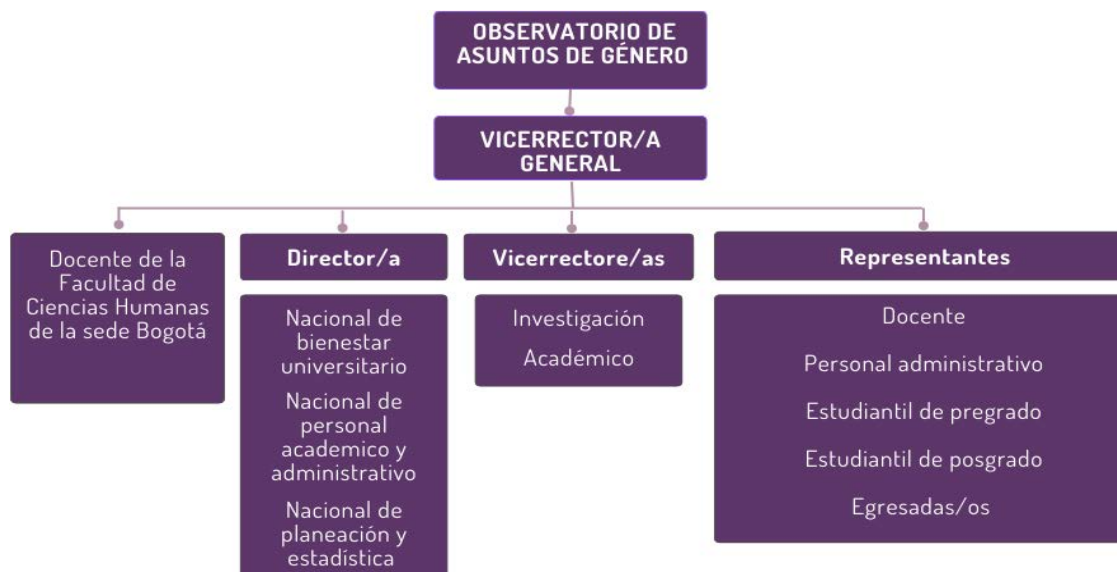 OBSERVATORIO DE
ASUNTOS DE GÉNERO
VICERRECTOR/A
GENERAL
Docente de la
Facultad de
Ciencias Humanas
de la sede Bogotá
Director/a
Nacional de
bienestar
universitario
Nacional de
personal
academico y
administrativo
Nacional de
planeación y
estadística
Vicerrectore/as
Investigación
Académico
Representantes
Docente
Personal administrativo
Estudiantil de pregrado
Estudiantil de posgrado
Egresadas/os